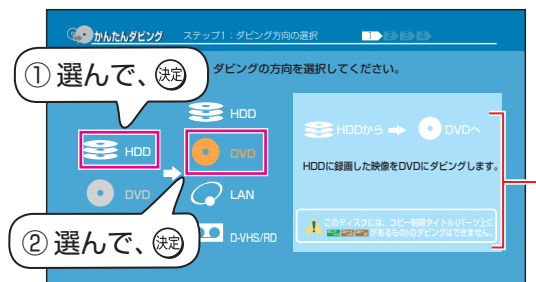 かんたんダビング ステップ1：ダビング方向の選択 1 2 3 4
① 選んで、決定
ダビングの方向を選択してください。
HDD
HDD
DVD
DVD
LAN
D-VHS/RD
② 選んで、決定
HDDから DVDへ
HDDに録画した映像をDVDにダビングします。
このディスクには、コピー制限タイトル(パーツ上に
があるもの)のダビングはできません。